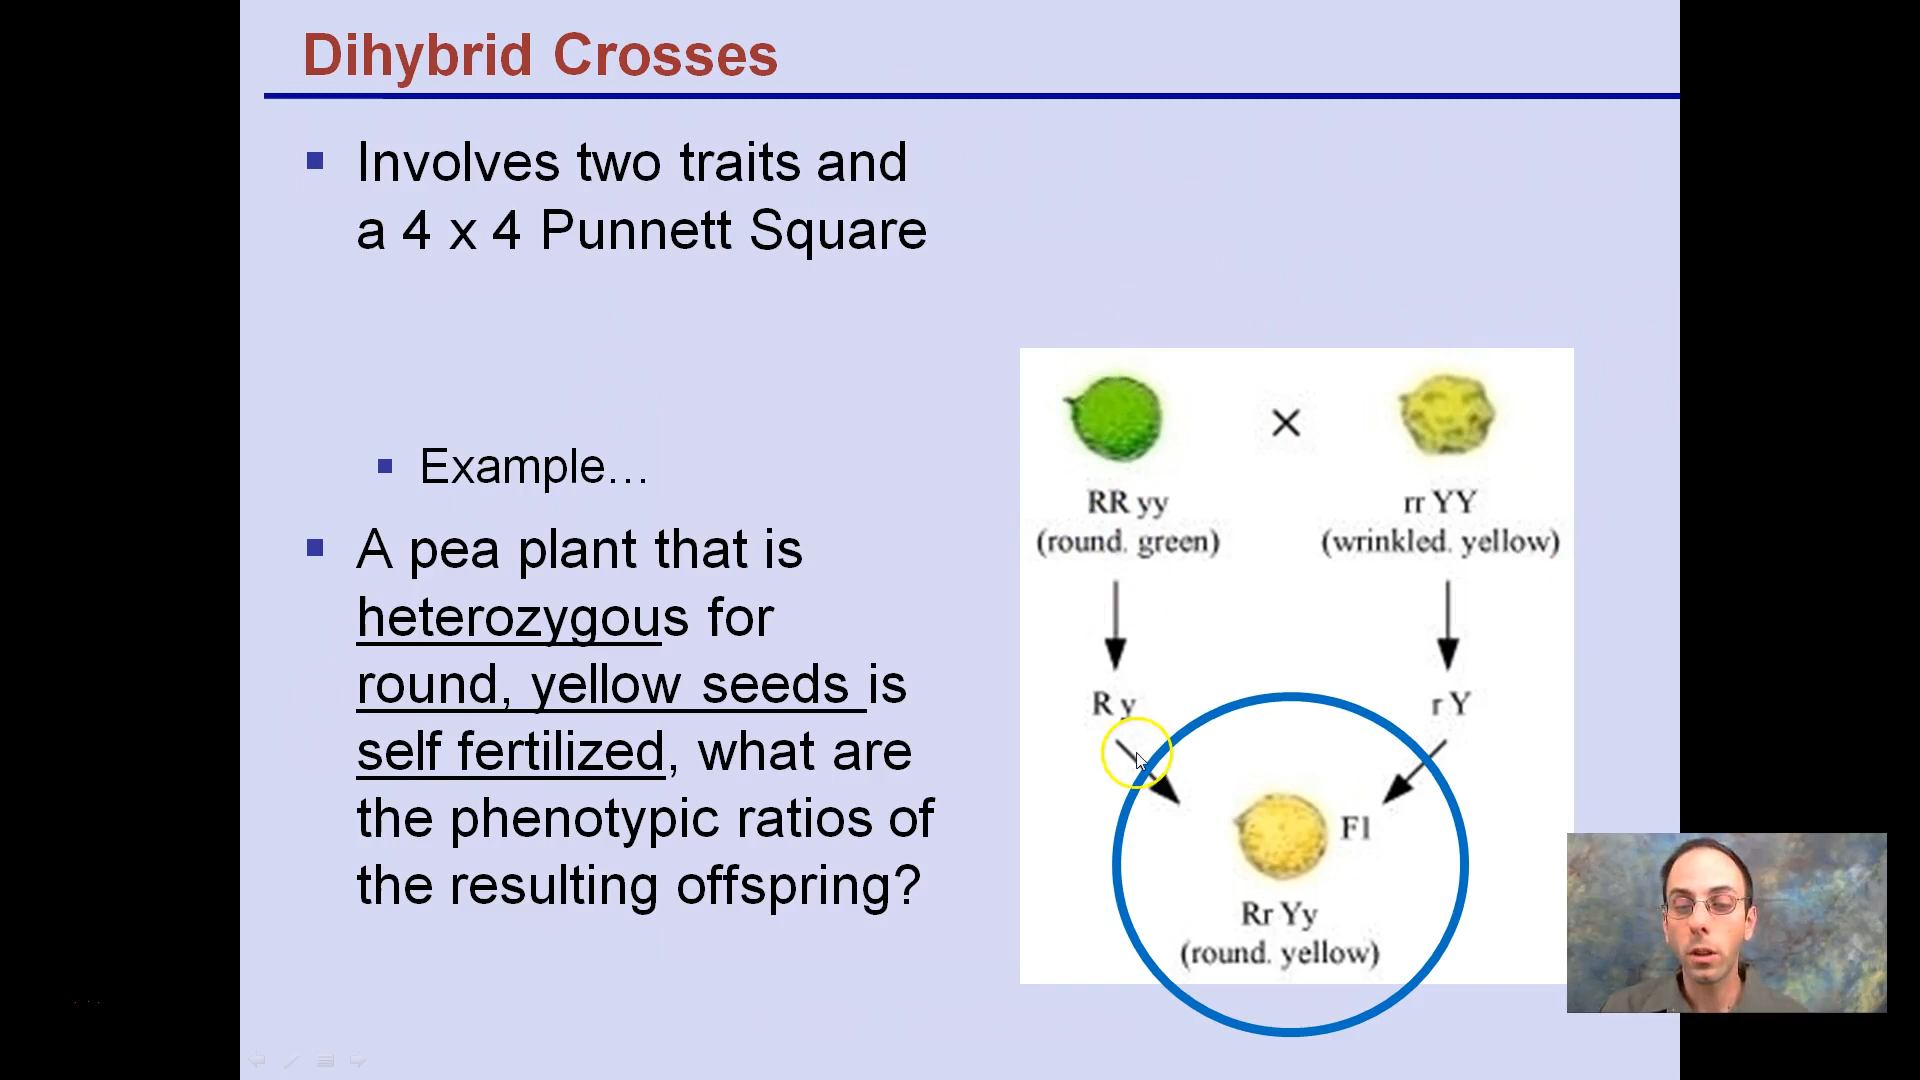 Dihybrid Crosses
Involves two traits and
a 4 x 4 Punnett Square
Example…
A pea plant that is
heterozygous for
round, yellow seeds is
self fertilized, what are
the phenotypic ratios of
the resulting offspring?
×
RR yy
(round. green)
rr YY
(wrinkled. yellow)
R y
r Y
F1
Rr Yy
(round. yellow)